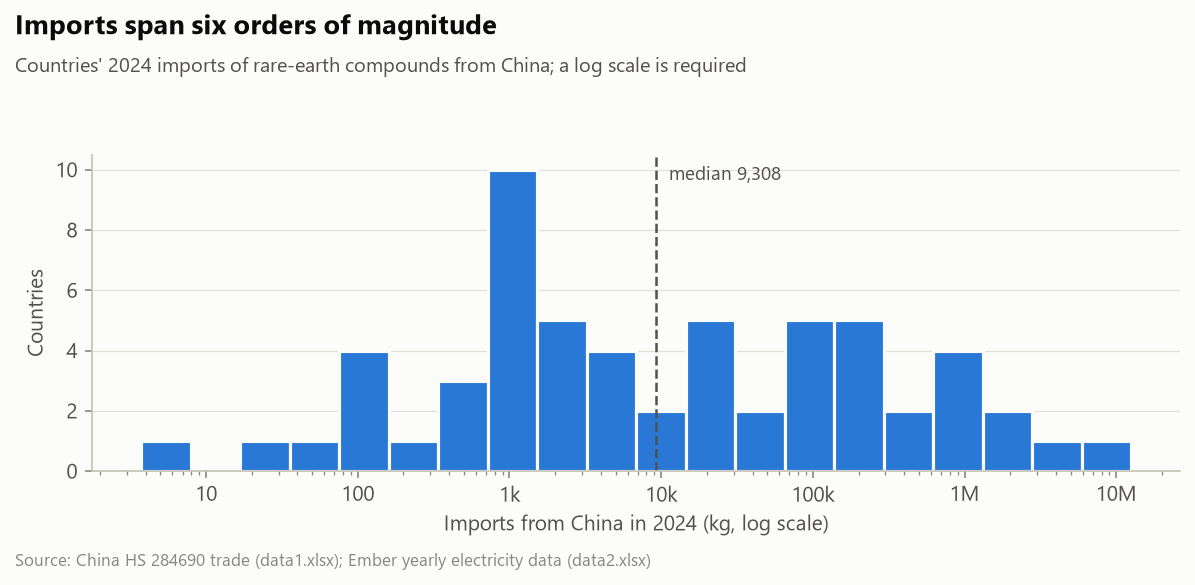 Imports span six orders of magnitude
Countries' 2024 imports of rare-earth compounds from China; a log scale is required
median 9,308
10
8
6
4
2
0
Countries
10
100
1k
10k
100k
1M
10M
Imports from China in 2024 (kg, log scale)
Source: China HS 284690 trade (data1.xlsx); Ember yearly electricity data (data2.xlsx)